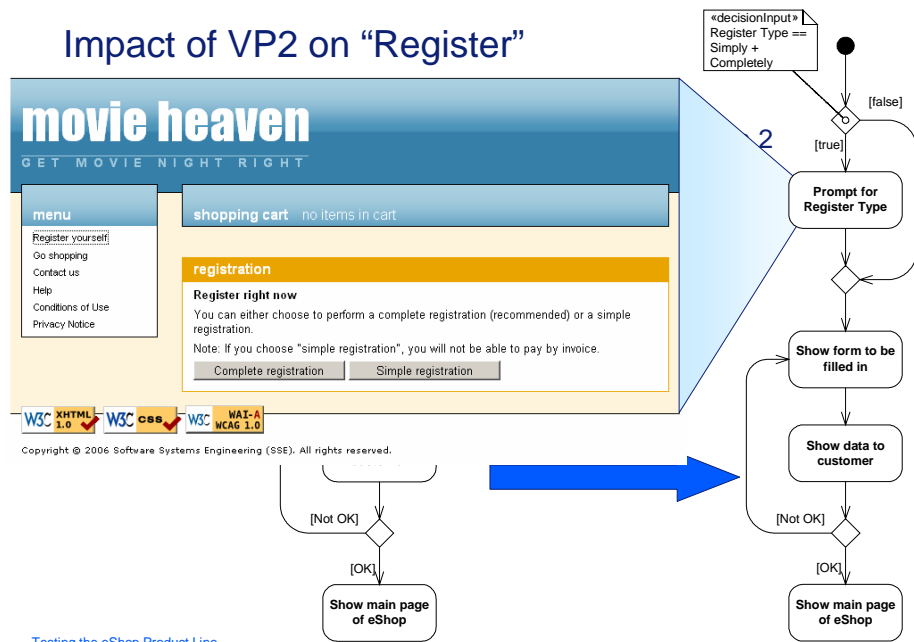 Impact of VP2 on “Register”
«decisionInput»
Register Type ==
Simply +
Completely
[false]
[true]
2
Prompt for
Register Type
Show form to be
filled in
Show data to
customer
[Not OK]
[OK]
Show main page
of eShop
movie heaven
GET MOVIE NIGHT RIGHT
menu
Register yourself
Go shopping
Contact us
Help
Conditions of Use
Privacy Notice
shopping cart no items in cart
registration
Register right now
You can either choose to perform a complete registration (recommended) or a simple
registration.
Note: If you choose "simple registration", you will not be able to pay by invoice.
Complete registration
Simple registration
W3C XHTML 1.0
W3C css
W3C WAI-A WCAG 1.0
Copyright © 2006 Software Systems Engineering (SSE). All rights reserved.
[Not OK]
[OK]
Show main page
of eShop
Testing the eShop Product Line